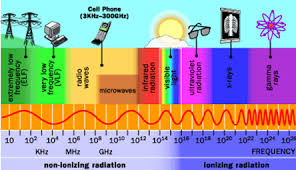 Cell Phone
(3KHz-300GHz)
extremely low
frequency
(ELF)
very low
frequency
(VLF)
radio
waves
microwaves
infrared
radiation
visible
light
ultraviolet
radiation
x-rays
gamma
rays
10 10² 10⁴ 10⁶ 10⁸ 10¹⁰ 10¹² 10¹⁴ 10¹⁶ 10¹⁸ 10²⁰ 10²² 10²⁴ 10²⁶
KHz MHz GHz FREQUENCY
non-ionizing radiation ionizing radiation